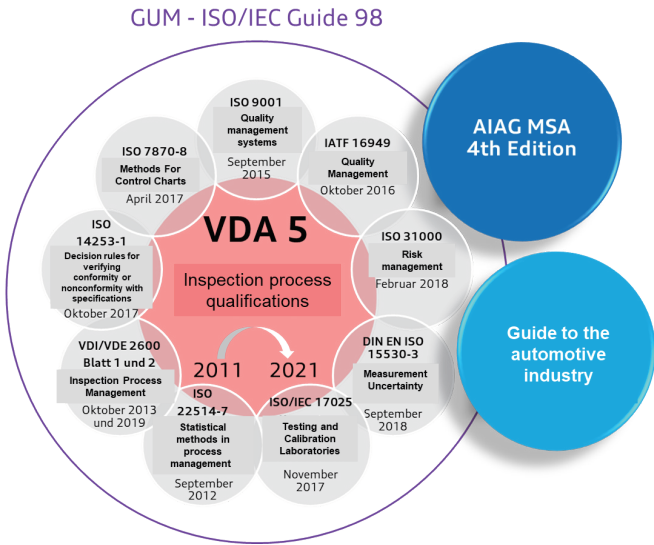 GUM - ISO/IEC Guide 98
AIAG MSA
4th Edition
Guide to the
automotive
industry
ISO 9001
Quality
management
systems
September
2015
IATF 16949
Quality
Management
Oktober 2016
ISO 31000
Risk
management
Februar 2018
DIN EN ISO
15530-3
Measurement
Uncertainty
September
2018
ISO/IEC 17025
Testing and
Calibration
Laboratories
November
2017
ISO
22514-7
Statistical
methods in
process
management
September
2012
VDI/VDE 2600
Blatt 1 und 2
Inspection Process
Management
Oktober 2013
und 2019
ISO
14253-1
Decision rules for
verifying
conformity or
nonconformity with
specifications
Oktober 2017
ISO 7870-8
Methods For
Control Charts
April 2017
VDA 5
Inspection process
qualifications
2011
2021